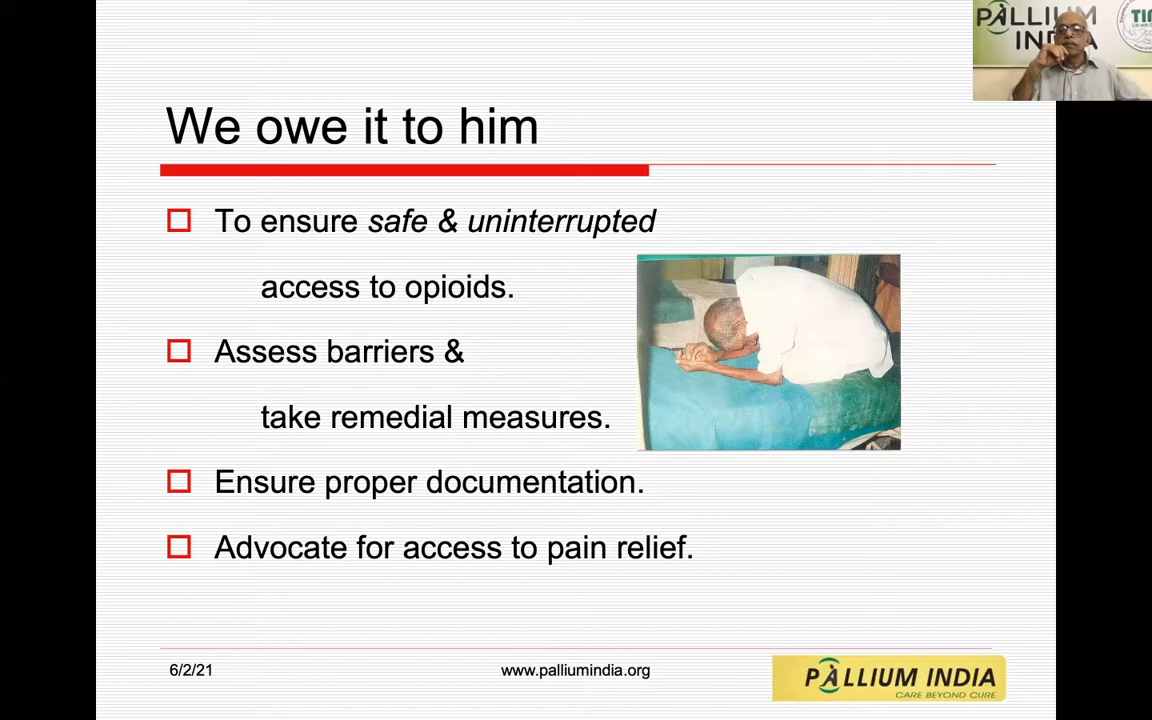 PALLIUM
INDIA
We owe it to him
To ensure safe & uninterrupted
access to opioids.
Assess barriers &
take remedial measures.
Ensure proper documentation.
Advocate for access to pain relief.
6/2/21
www.palliumindia.org
PALLIUM INDIA
CARE BEYOND CURE